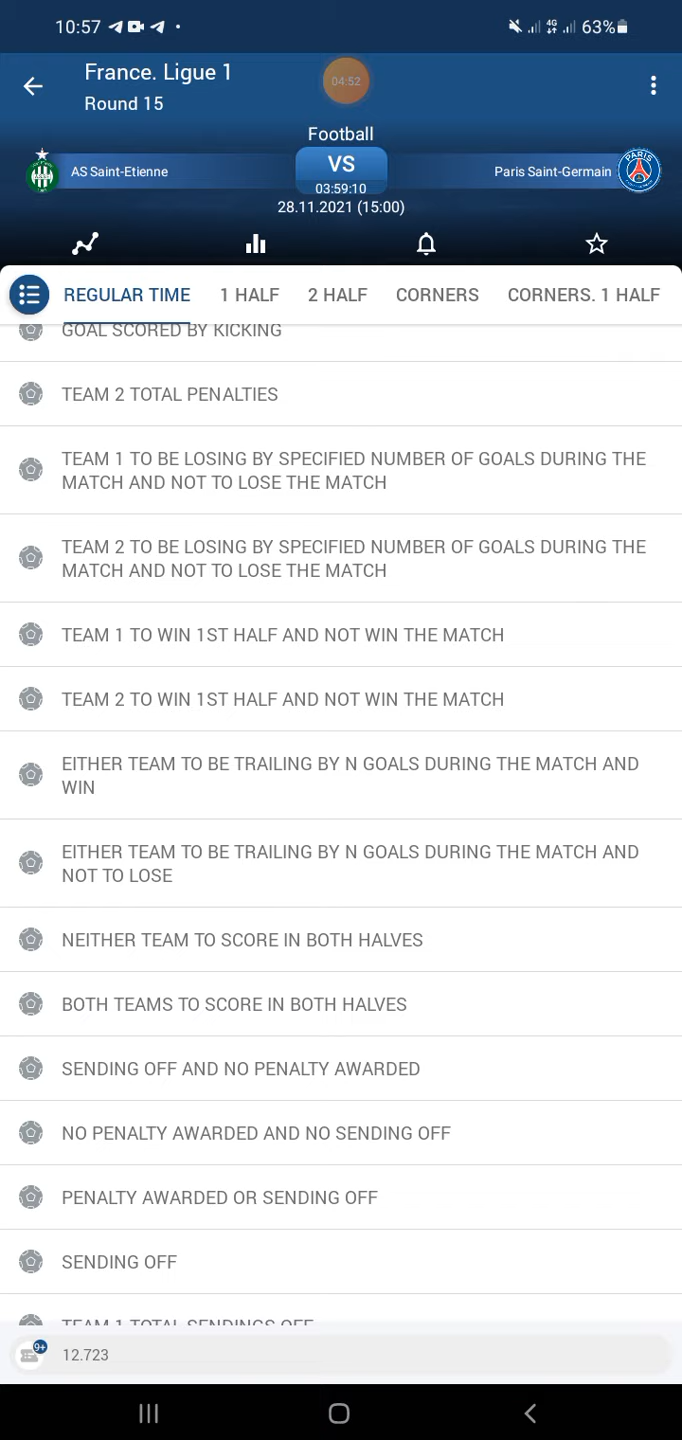 10:57
4G
63%
France. Ligue 1
04:52
Round 15
Football
AS Saint-Etienne
VS
Paris Saint-Germain
PARIS
03:59:10
28.11.2021 (15:00)
REGULAR TIME
1 HALF
2 HALF
CORNERS
CORNERS. 1 HALF
GOAL SCORED BY KICKING
TEAM 2 TOTAL PENALTIES
TEAM 1 TO BE LOSING BY SPECIFIED NUMBER OF GOALS DURING THE
MATCH AND NOT TO LOSE THE MATCH
TEAM 2 TO BE LOSING BY SPECIFIED NUMBER OF GOALS DURING THE
MATCH AND NOT TO LOSE THE MATCH
TEAM 1 TO WIN 1ST HALF AND NOT WIN THE MATCH
TEAM 2 TO WIN 1ST HALF AND NOT WIN THE MATCH
EITHER TEAM TO BE TRAILING BY N GOALS DURING THE MATCH AND
WIN
EITHER TEAM TO BE TRAILING BY N GOALS DURING THE MATCH AND
NOT TO LOSE
NEITHER TEAM TO SCORE IN BOTH HALVES
BOTH TEAMS TO SCORE IN BOTH HALVES
SENDING OFF AND NO PENALTY AWARDED
NO PENALTY AWARDED AND NO SENDING OFF
PENALTY AWARDED OR SENDING OFF
SENDING OFF
TEAM 1 TOTAL SENDINGS OFF
9+
12.723